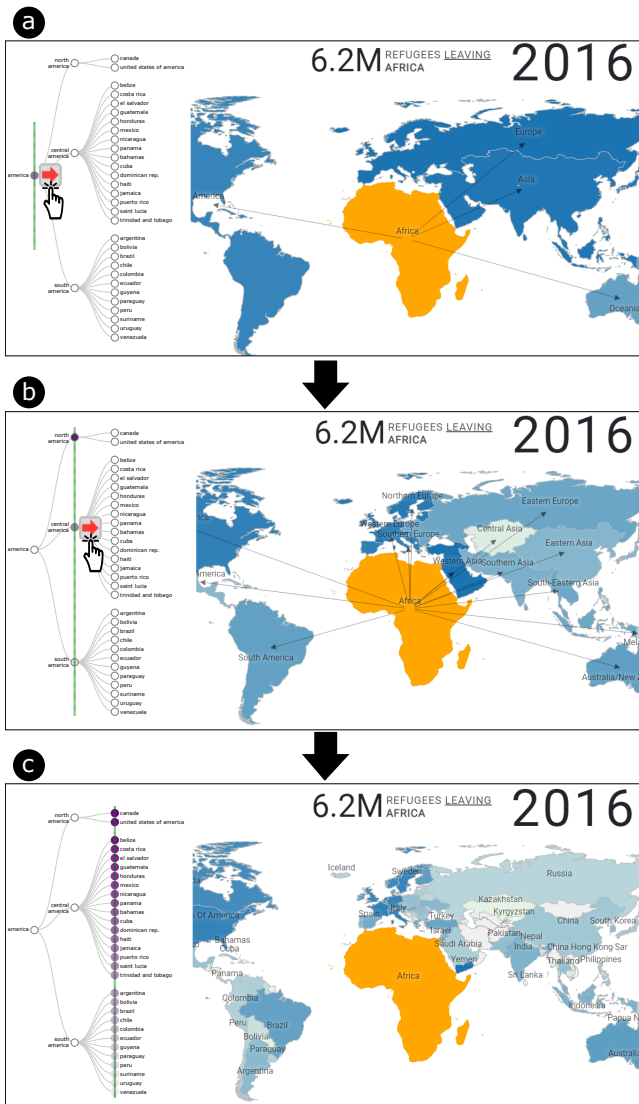 a
6.2M REFUGEES LEAVING AFRICA
2016
north america
canada
united states of america
belize
costa rica
el salvador
guatemala
honduras
mexico
nicaragua
panama
bahamas
cuba
dominican rep.
haiti
jamaica
puerto rico
saint lucie
trinidad and tobago
central america
america
argentina
bolivia
brazil
chile
colombia
ecuador
guyana
paraguay
peru
suriname
uruguay
venezuela
south america
Europe
Asia
America
Africa
Oceania
b
6.2M REFUGEES LEAVING AFRICA
2016
north america
canada
united states of america
belize
costa rica
el salvador
guatemala
honduras
mexico
nicaragua
panama
bahamas
cuba
dominican rep.
haiti
jamaica
puerto rico
saint lucie
trinidad and tobago
central america
america
argentina
bolivia
brazil
chile
colombia
ecuador
guyana
paraguay
peru
suriname
uruguay
venezuela
south america
Northern Europe
Eastern Europe
Western Europe
Southern Europe
Central Asia
Eastern Asia
Western Asia
Southern Asia
South-Eastern Asia
America
Africa
South America
Australia/New Z
c
6.2M REFUGEES LEAVING AFRICA
2016
north america
canada
united states of america
belize
costa rica
el salvador
guatemala
honduras
mexico
nicaragua
panama
bahamas
cuba
dominican rep.
haiti
jamaica
puerto rico
saint lucie
trinidad and tobago
central america
america
argentina
bolivia
brazil
chile
colombia
ecuador
guyana
paraguay
peru
suriname
uruguay
venezuela
south america
Iceland
Sweden
Russia
s Of America
Spain
Italy
Turkey
Kazakhstan
Kyrgyzstan
China
South Korea
Israel
Bahamas
Cuba
Saudi Arabia
Pakistan
Nepal
India
China Hong Kong Sar
Yemen
Thailand
Philippines
Panama
Sri Lanka
Africa
Colombia
Indonesia
Peru
Brazil
Papua N
Bolivia
Paraguay
Argentina
Austral